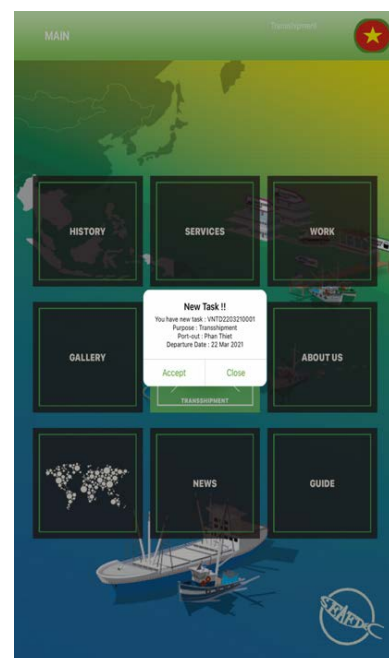 MAIN
Transshipment
HISTORY
SERVICES
WORK
New Task !!
You have new task : VNTD2203210001
Purpose : Transshipment
Port-out : Phan Thiet
Departure Date : 22 Mar 2021
Accept
Close
GALLERY
ABOUT US
TRANSSHIPMENT
NEWS
GUIDE
SEAFDEC